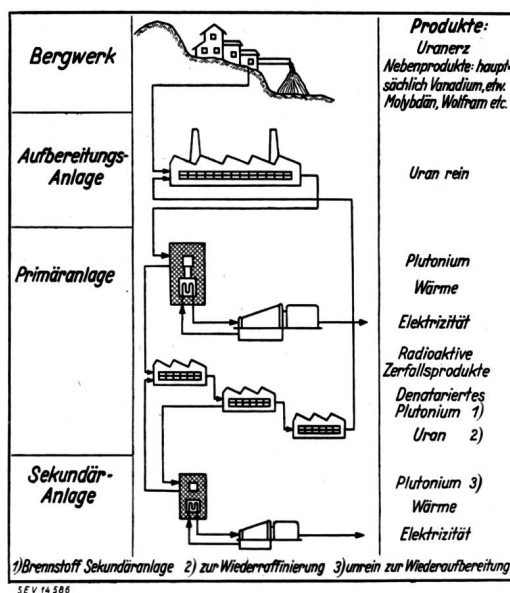 Bergwerk
Produkte:
Uranerz
Nebenprodukte: haupt-
sächlich Vanadium, etw.
Molybdän, Wolfram etc.
Aufbereitungs-
Anlage
Uran rein
Primäranlage
Plutonium
Wärme
Elektrizität
Radioaktive
Zerfallsprodukte
Denatariertes
Plutonium 1)
Uran 2)
Sekundär-
Anlage
Plutonium 3)
Wärme
Elektrizität
1) Brennstoff Sekundäranlage 2) zur Wiederraffinierung 3) unrein zur Wiederaufbereitung
SEV 14586